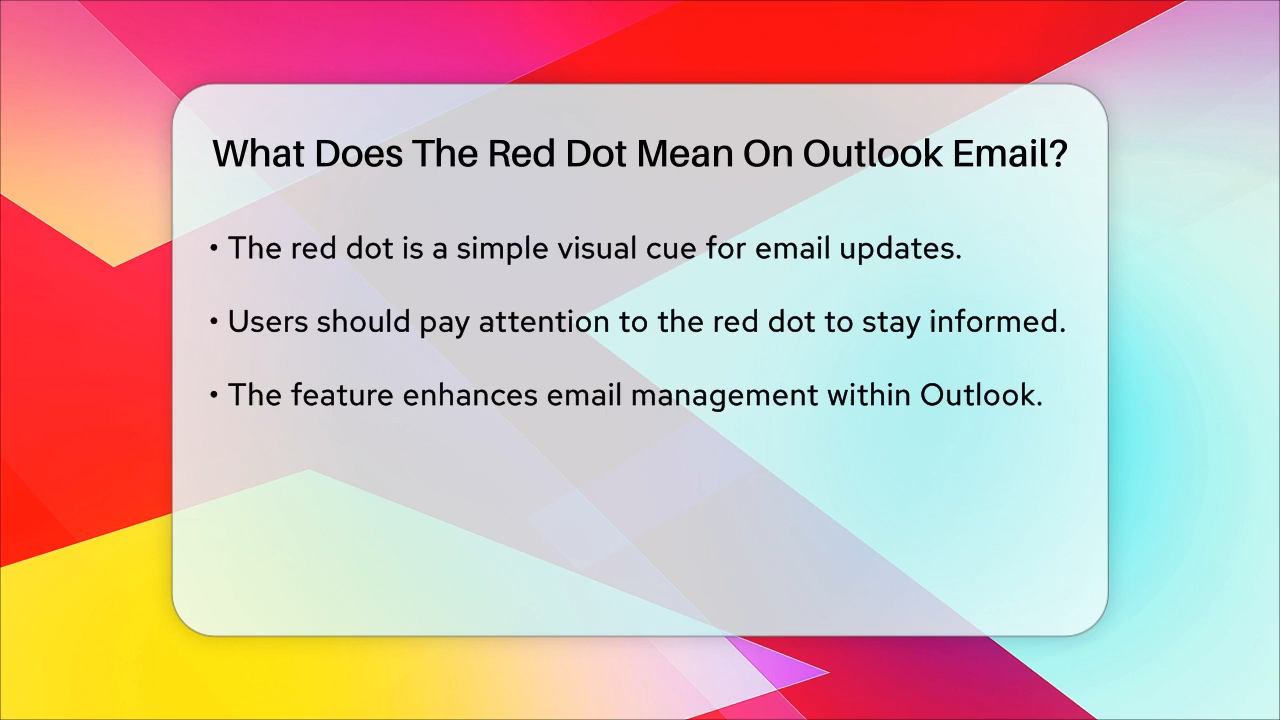 What Does The Red Dot Mean On Outlook Email?
• The red dot is a simple visual cue for email updates.
• Users should pay attention to the red dot to stay informed.
• The feature enhances email management within Outlook.